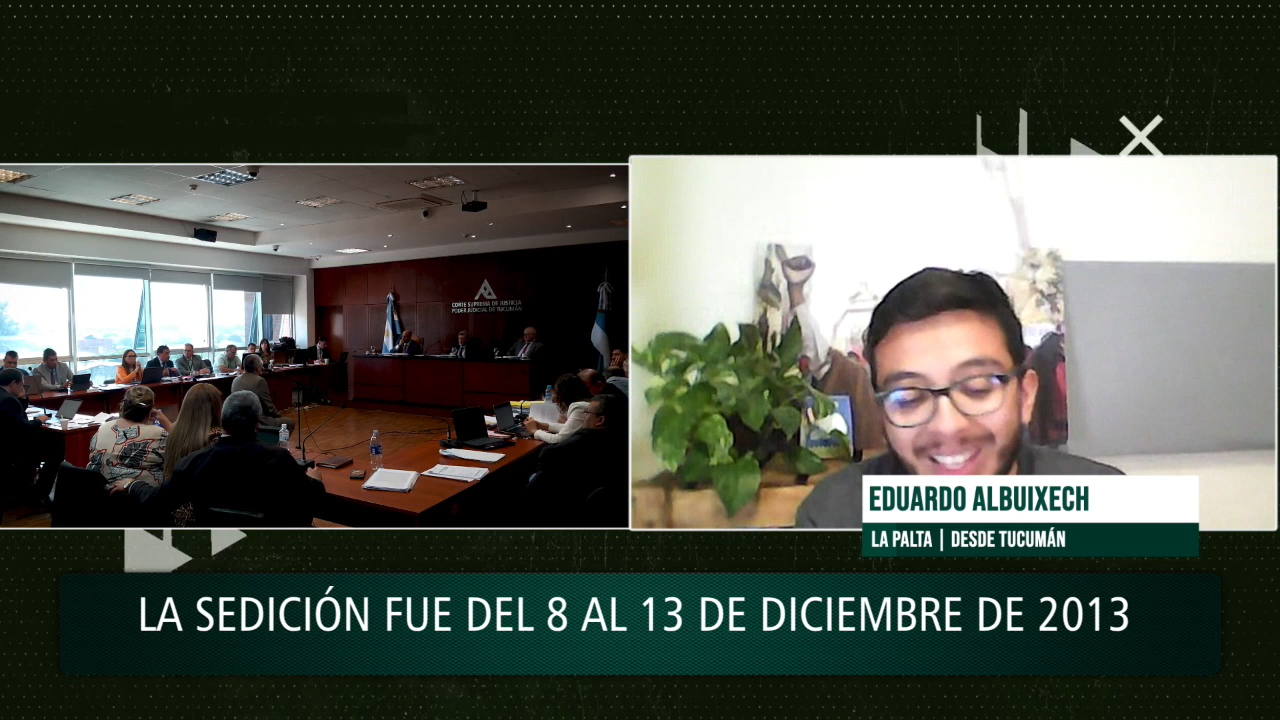 CORTE SUPREMA DE JUSTICIA
PODER JUDICIAL DE TUCUMÁN
EDUARDO ALBUIXECH
LA PALTA | DESDE TUCUMÁN
LA SEDICIÓN FUE DEL 8 AL 13 DE DICIEMBRE DE 2013